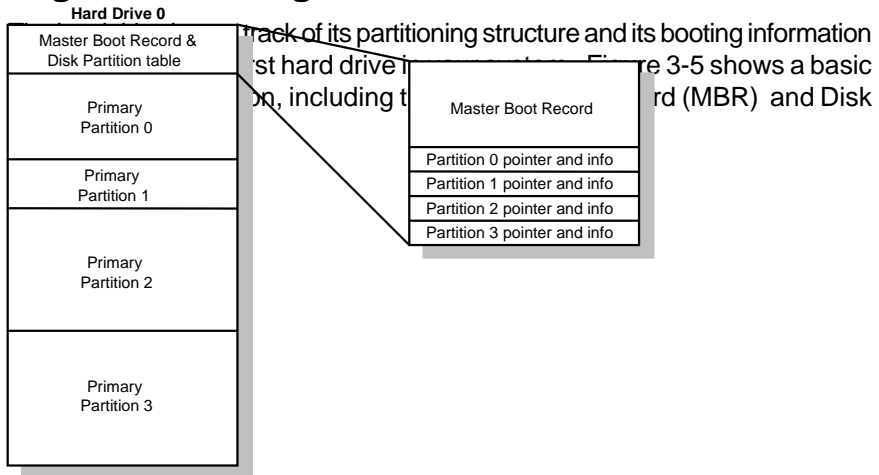 Hard Drive 0
Master Boot Record &
Disk Partition table
Primary
Partition 0
Primary
Partition 1
Primary
Partition 2
Primary
Partition 3
track of its partitioning structure and its booting information
hard drive
3-5 shows a basic
including
(MBR) and Disk
Master Boot Record
Partition 0 pointer and info
Partition 1 pointer and info
Partition 2 pointer and info
Partition 3 pointer and info